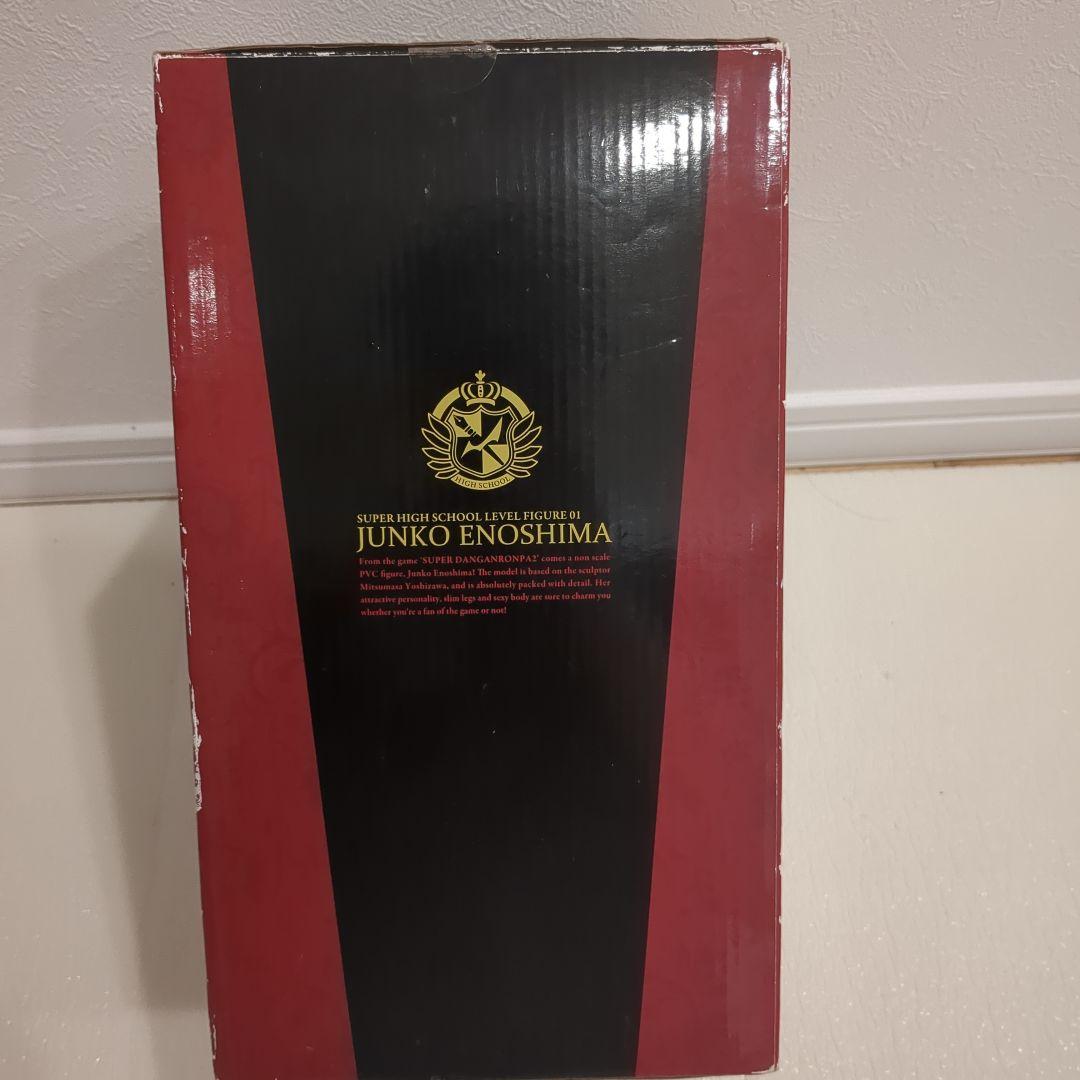 HIGH SCHOOL
SUPER HIGH SCHOOL LEVEL FIGURE 01
JUNKO ENOSHIMA
From the game 'SUPER DANGANRONPA2' comes a non scale
PVC figure, Junko Enoshima! The model is based on the sculptor
Mitsumasa Yoshizawa, and is absolutely packed with detail. Her
attractive personality, slim legs and sexy body are sure to charm you
whether you're a fan of the game or not!